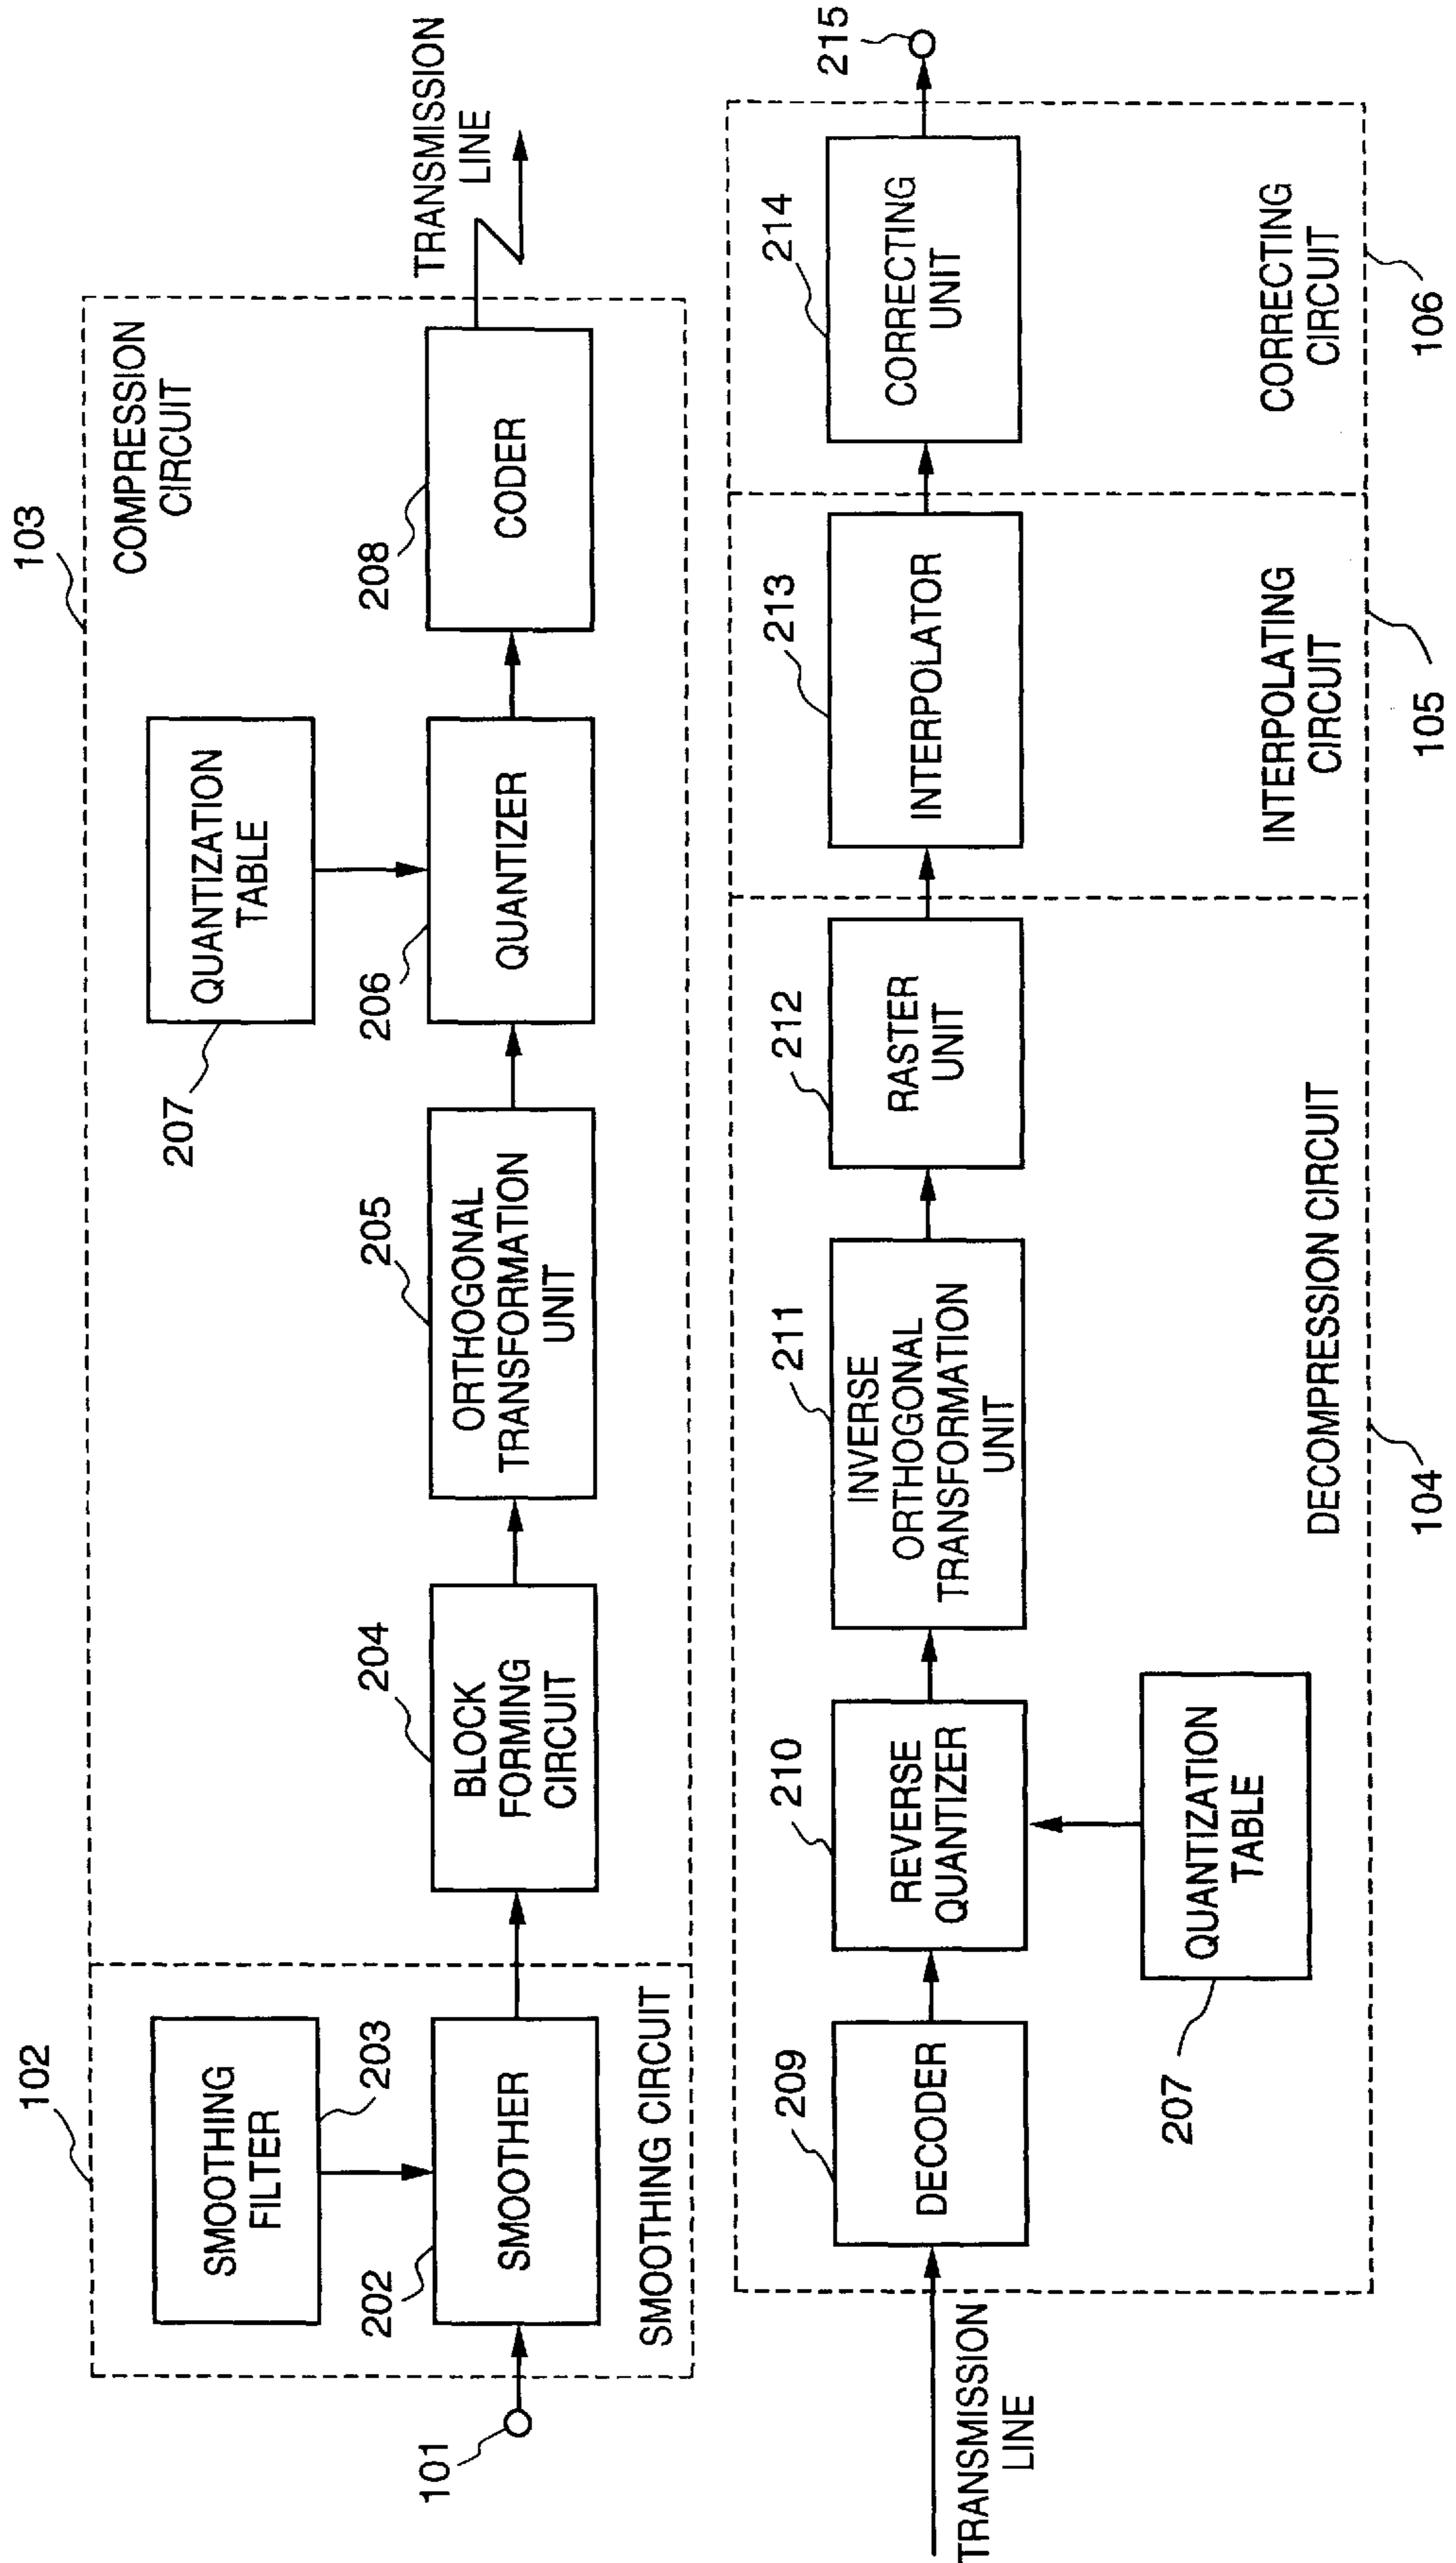 102
103
SMOOTHING
FILTER
203
QUANTIZATION
TABLE
207
COMPRESSION
CIRCUIT
TRANSMISSION
LINE
101
202
SMOOTHER
204
BLOCK
FORMING
CIRCUIT
205
ORTHOGONAL
TRANSFORMATION
UNIT
206
QUANTIZER
208
CODER
SMOOTHING CIRCUIT
TRANSMISSION
LINE
209
DECODER
210
REVERSE
QUANTIZER
211
INVERSE
ORTHOGONAL
TRANSFORMATION
UNIT
212
RASTER
UNIT
213
INTERPOLATOR
214
CORRECTING
UNIT
215
207
QUANTIZATION
TABLE
DECOMPRESSION CIRCUIT
INTERPOLATING
CIRCUIT
CORRECTING
CIRCUIT
104
105
106